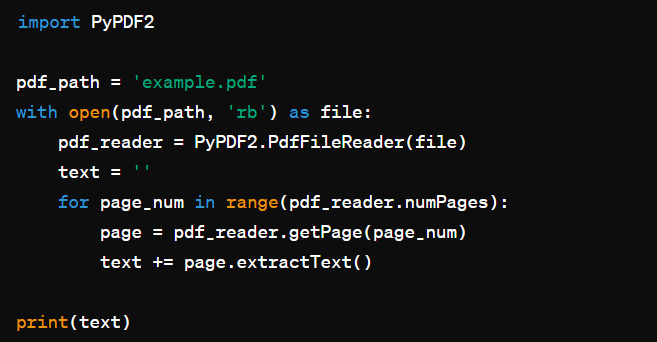 import PyPDF2

pdf_path = 'example.pdf'
with open(pdf_path, 'rb') as file:
    pdf_reader = PyPDF2.PdfFileReader(file)
    text = ''
    for page_num in range(pdf_reader.numPages):
        page = pdf_reader.getPage(page_num)
        text += page.extractText()

print(text)